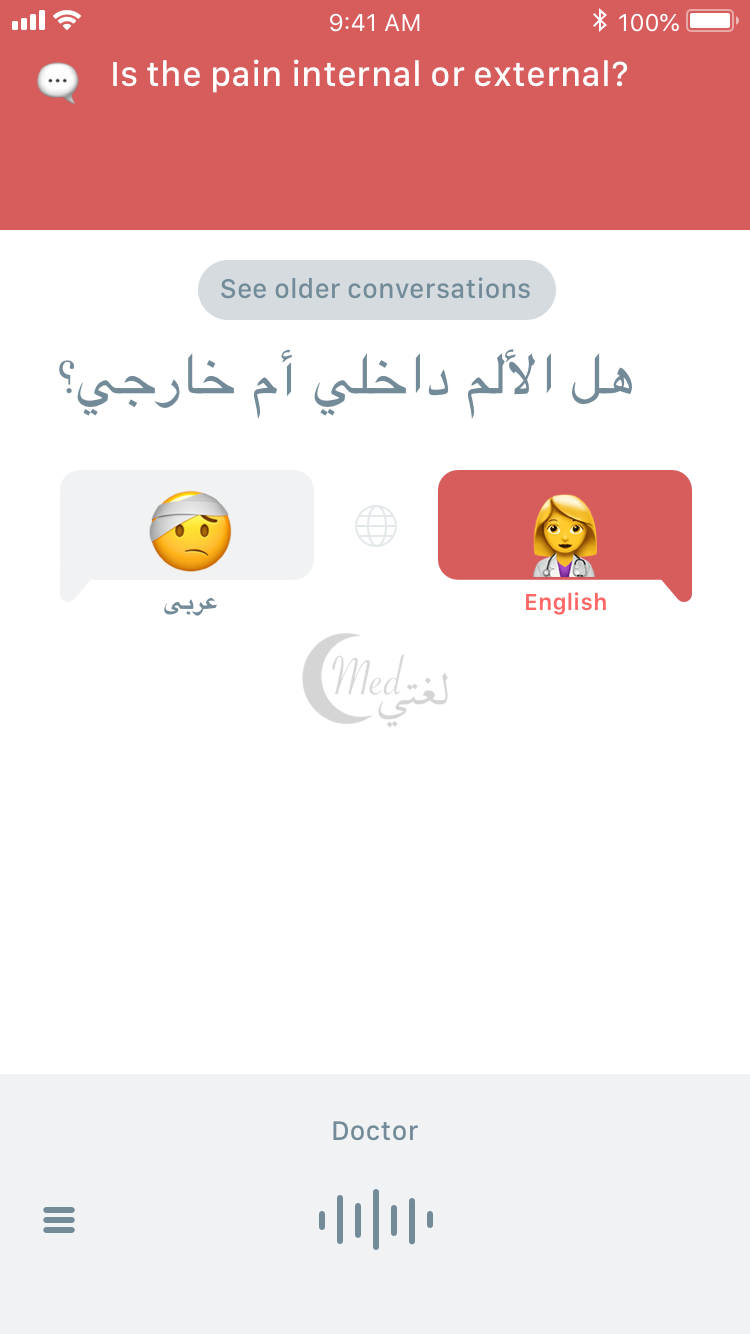 9:41 AM
100%
Is the pain internal or external?
See older conversations
هل الألم داخلي أم خارجي؟
عربى
English
Med لغتي
Doctor